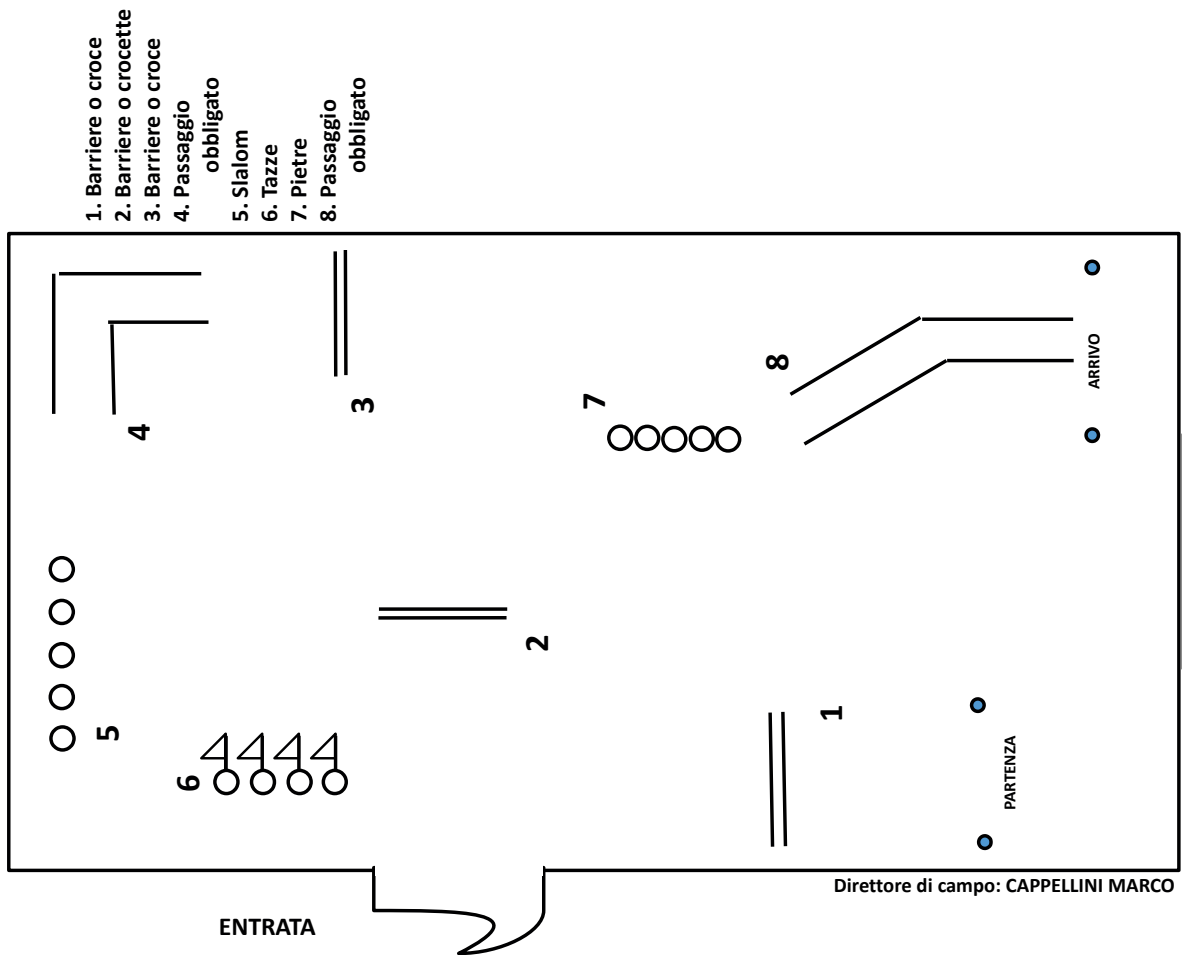 1. Barriere o croce
2. Barriere o crocette
3. Barriere o croce
4. Passaggio
obbligato
5. Slalom
6. Tazze
7. Pietre
8. Passaggio
obbligato
4
3
8
ARRIVO
7
5
6
2
1
PARTENZA
Direttore di campo: CAPPELLINI MARCO
ENTRATA